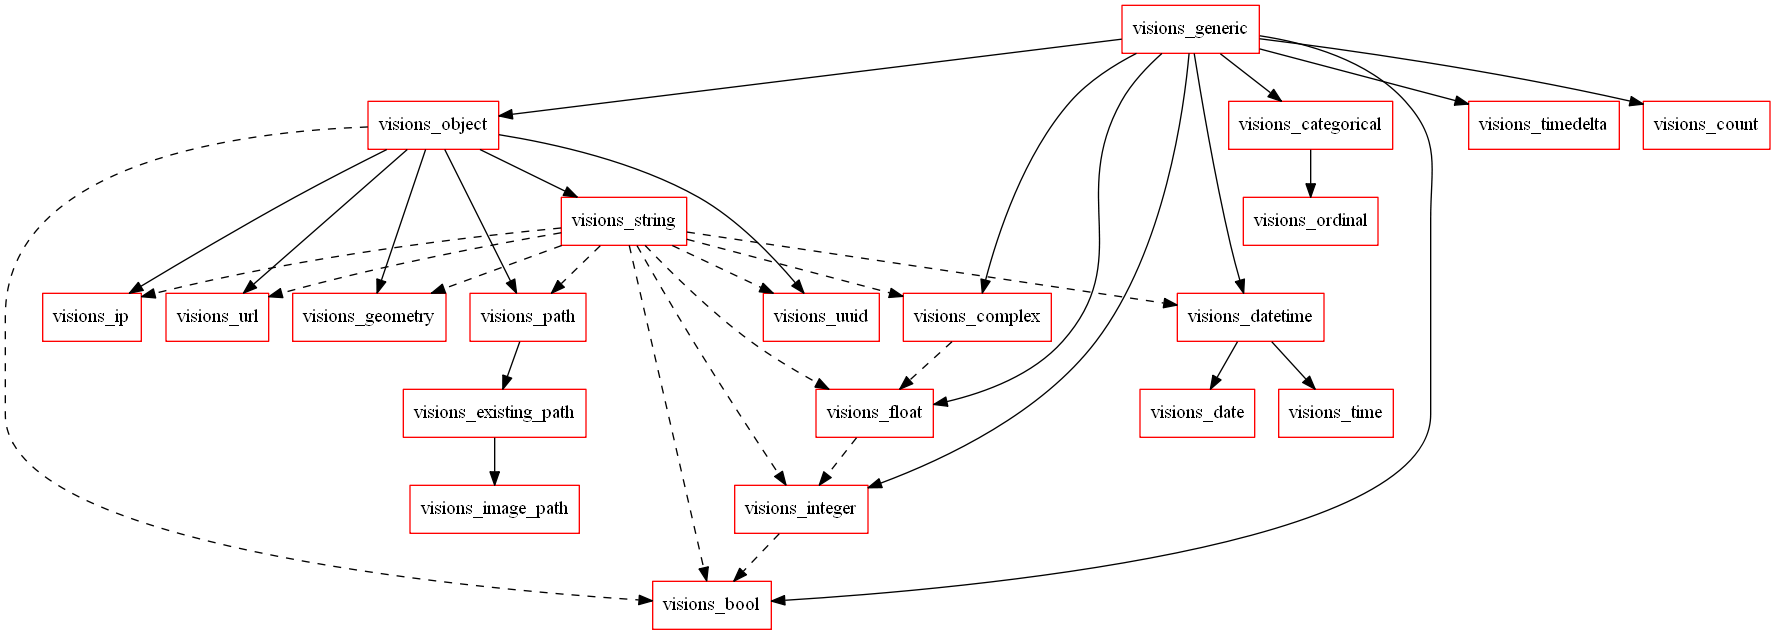 visions_generic
visions_object
visions_categorical
visions_timedelta
visions_count
visions_string
visions_ordinal
visions_ip
visions_url
visions_geometry
visions_path
visions_uuid
visions_complex
visions_datetime
visions_existing_path
visions_float
visions_date
visions_time
visions_image_path
visions_integer
visions_bool